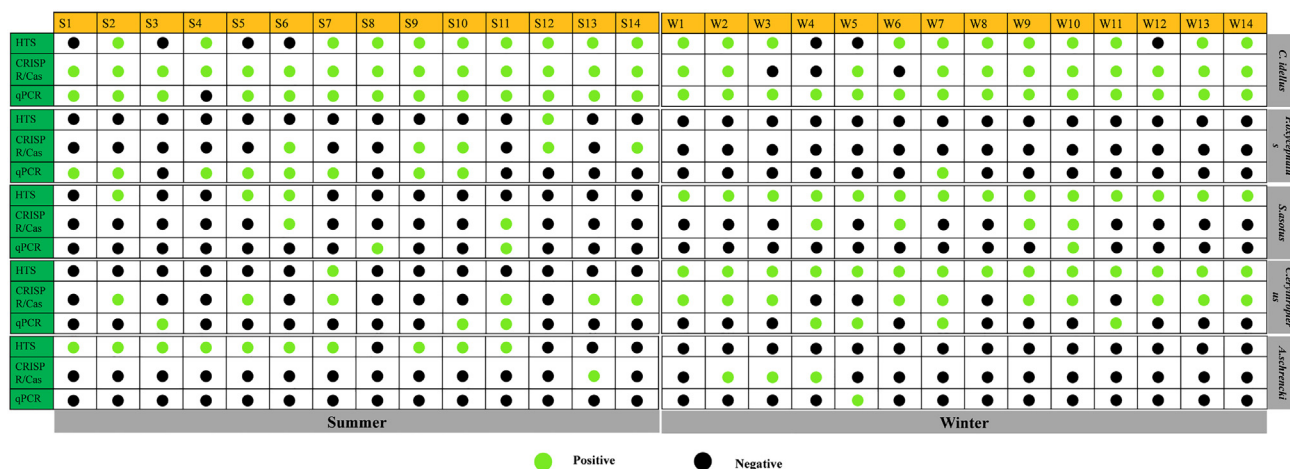 S1 S2 S3 S4 S5 S6 S7 S8 S9 S10 S11 S12 S13 S14 W1 W2 W3 W4 W5 W6 W7 W8 W9 W10 W11 W12 W13 W14
HTS
CRISP
R/Cas
qPCR
C. idellus
HTS
CRISP
R/Cas
qPCR
HTS
CRISP
R/Cas
qPCR
S.asotus
HTS
CRISP
R/Cas
qPCR
HTS
CRISP
R/Cas
qPCR
A.schrencki
Summer Winter
Positive Negative